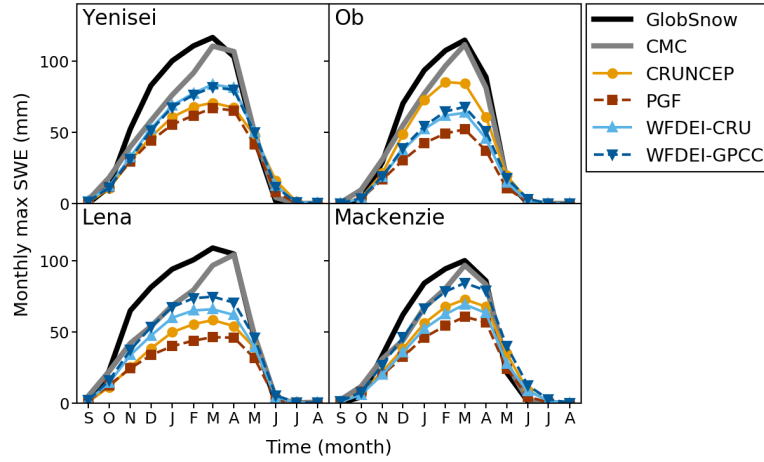 Yenisei
Ob
GlobSnow
CMC
CRUNCEP
PGF
WFDEI-CRU
WFDEI-GPCC
100
50
0
Lena
Mackenzie
100
50
0
Monthly max SWE (mm)
S O N D J F M A M J J A
S O N D J F M A M J J A
Time (month)